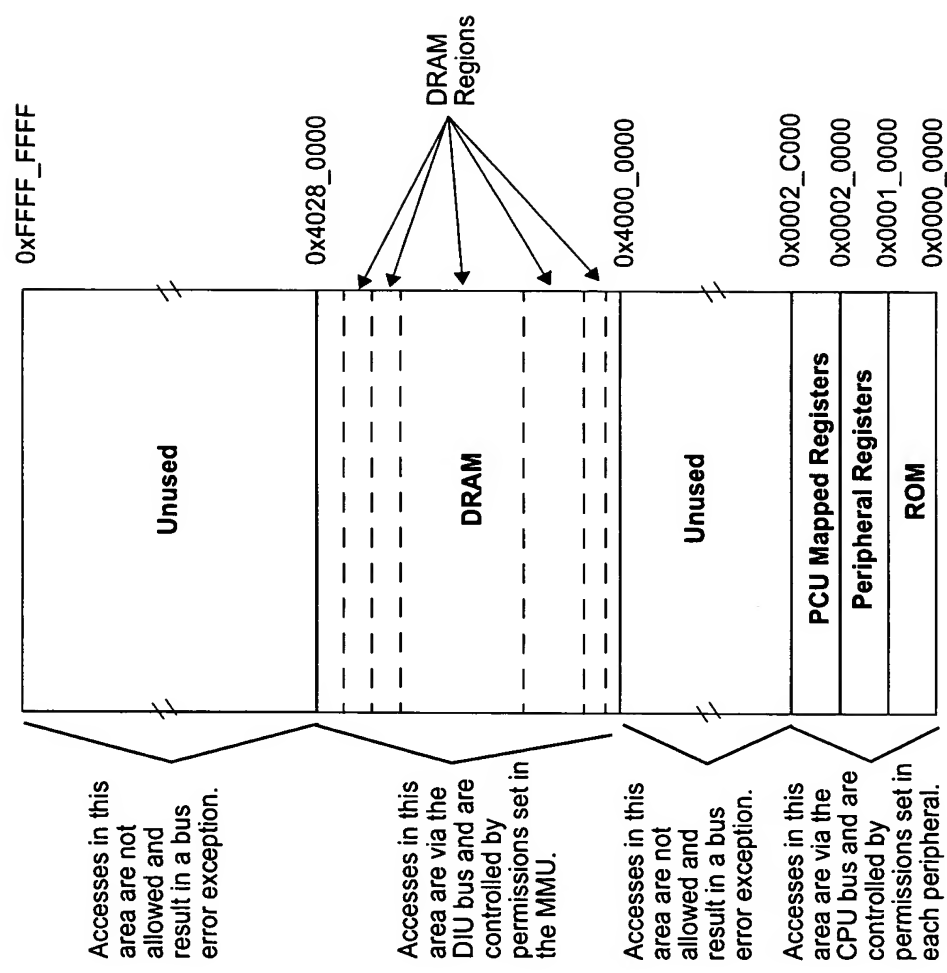 0xFFFF_FFFF
Unused
Accesses in this
area are not
allowed and
result in a bus
error exception.
0x4028_0000
DRAM
Regions
DRAM
Accesses in this
area are via the
DIU bus and are
controlled by
permissions set in
the MMU.
0x4000_0000
Unused
Accesses in this
area are not
allowed and
result in a bus
error exception.
0x0002_C000
PCU Mapped Registers
0x0002_0000
Peripheral Registers
0x0001_0000
ROM
0x0000_0000
Accesses in this
area are via the
CPU bus and are
controlled by
permissions set in
each peripheral.